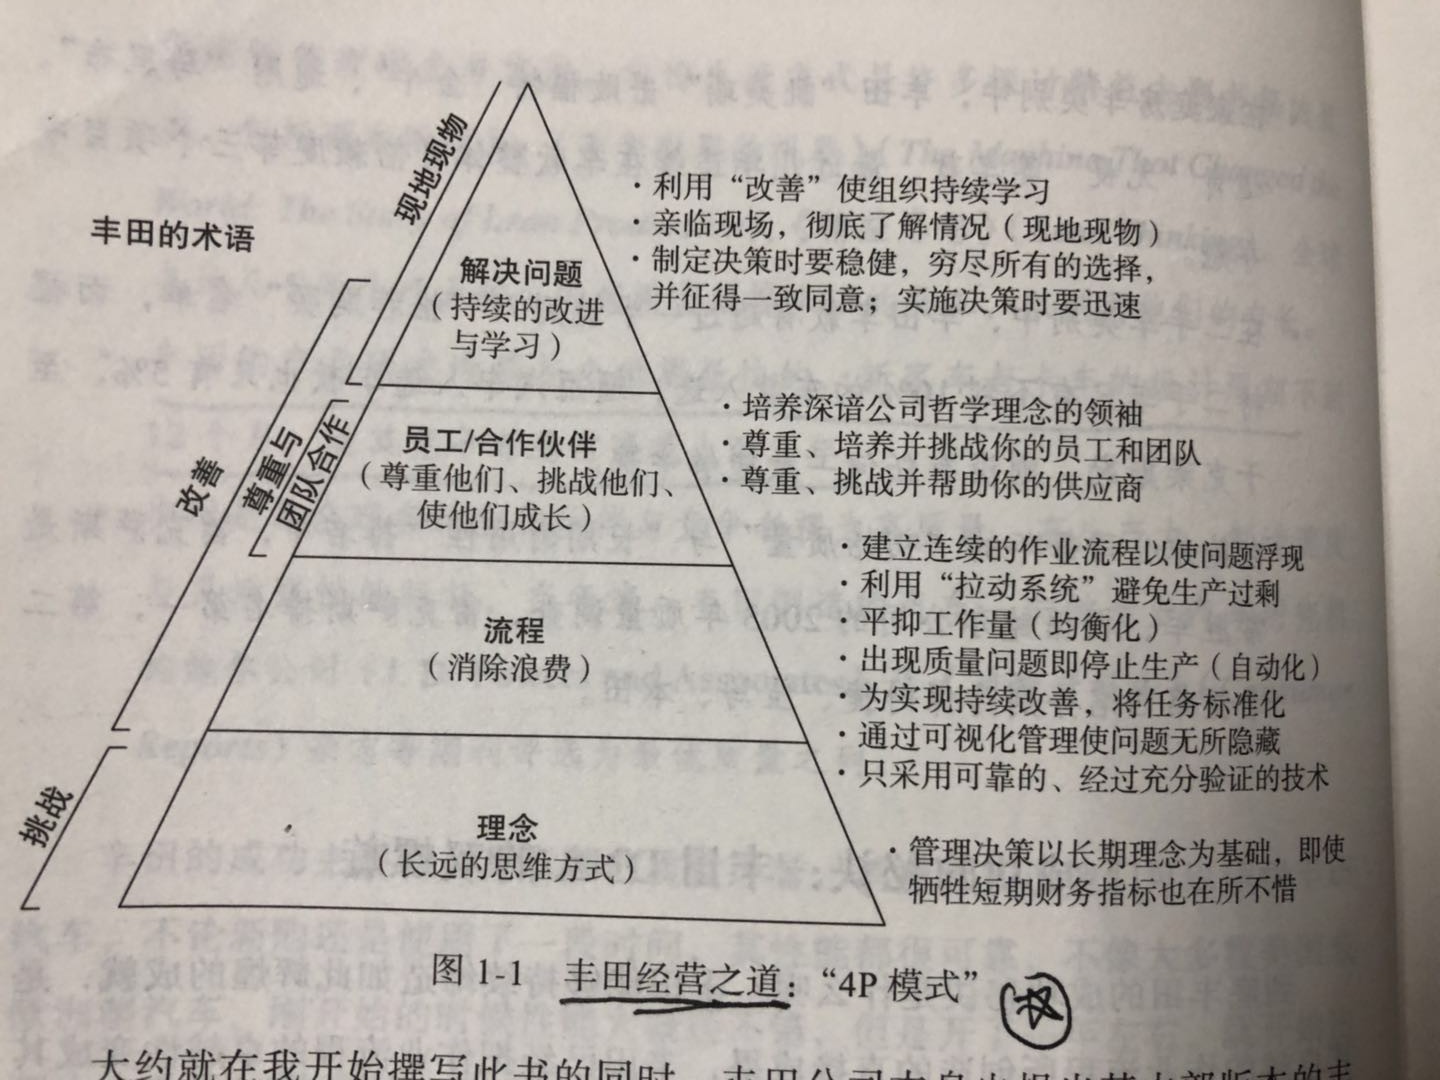 丰田的术语
现地现物
改善
尊重与
团队合作
挑战
解决问题
（持续的改进
与学习）
·利用“改善”使组织持续学习
·亲临现场，彻底了解情况（现地现物）
·制定决策时要稳健，穷尽所有的选择，
并征得一致同意；实施决策时要迅速
员工/合作伙伴
（尊重他们、挑战他们、
使他们成长）
·培养深谙公司哲学理念的领袖
·尊重、培养并挑战你的员工和团队
·尊重、挑战并帮助你的供应商
流程
（消除浪费）
·建立连续的作业流程以使问题浮现
·利用“拉动系统”避免生产过剩
·平抑工作量（均衡化）
·出现质量问题即停止生产（自动化）
·为实现持续改善，将任务标准化
·通过可视化管理使问题无所隐藏
·只采用可靠的、经过充分验证的技术
理念
（长远的思维方式）
·管理决策以长期理念为基础，即使
牺牲短期财务指标也在所不惜
图 1-1 丰田经营之道：“4P 模式”
大约就在我开始撰写此书的同时，丰田公司